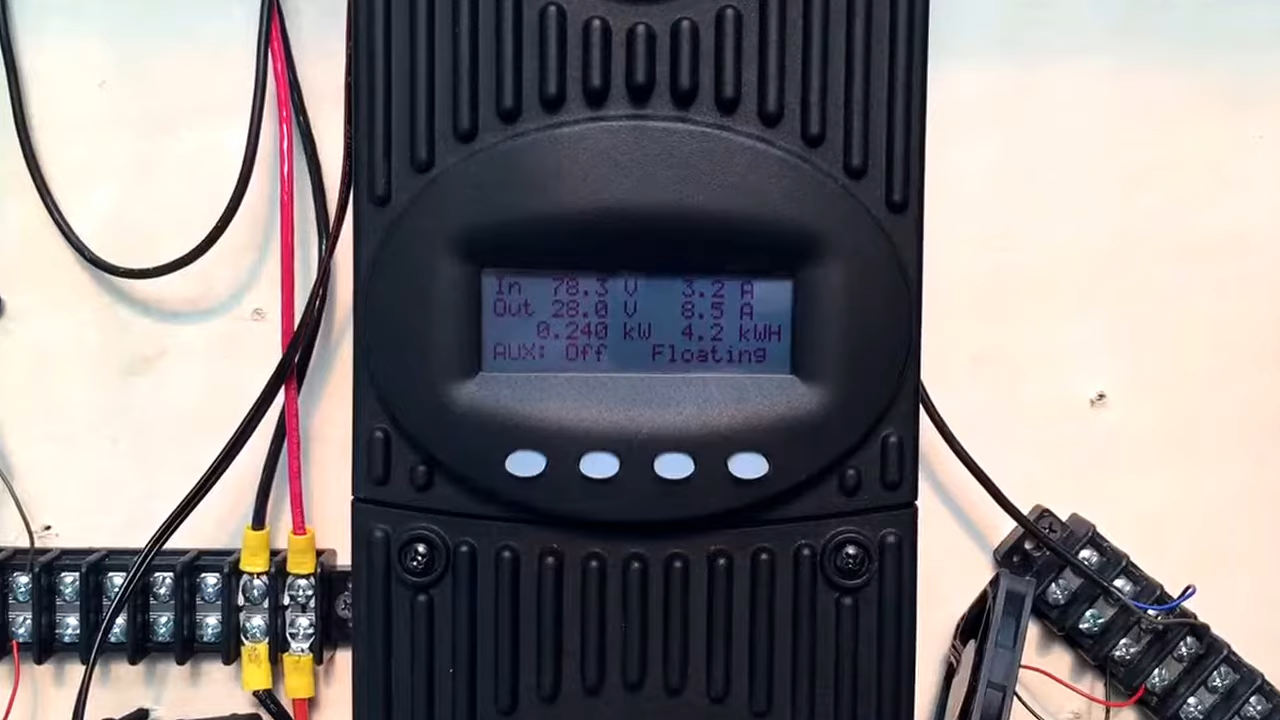 In 78.3 V 3.2 A
Out 28.0 V 8.5 A
0.240 kW 4.2 kWH
AUX: Off Floating